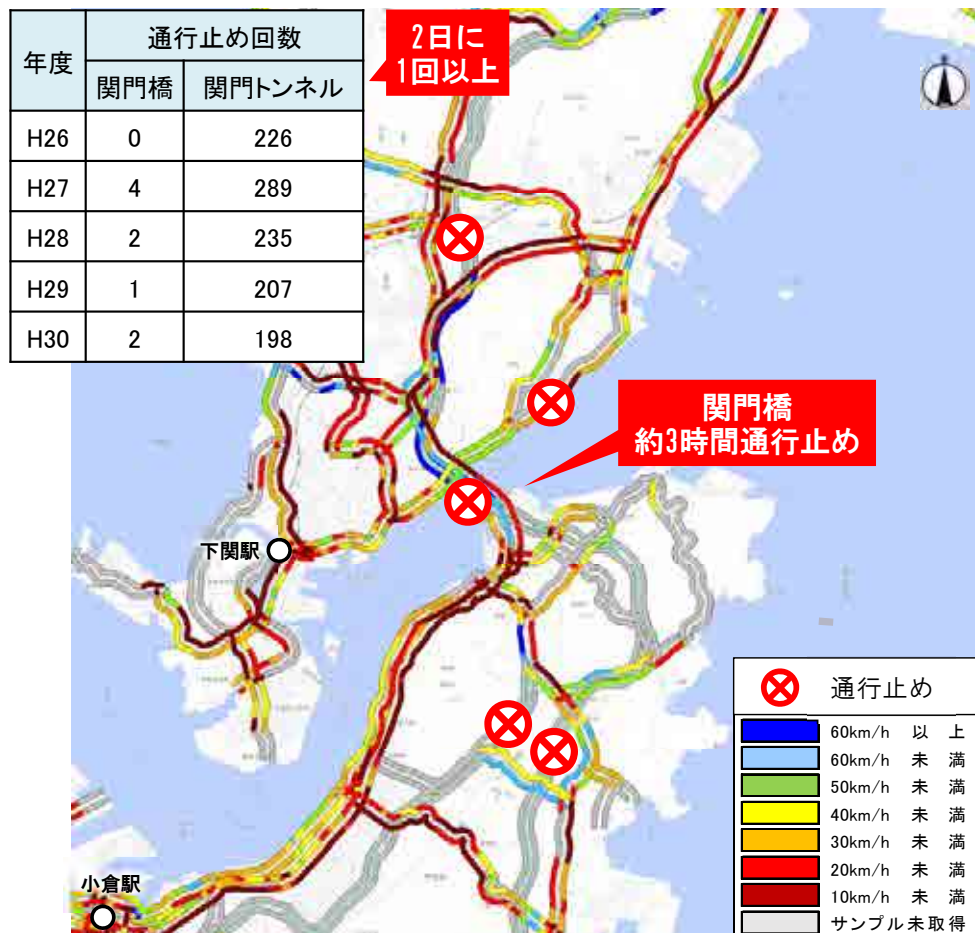 年度 通行止め回数
関門橋 関門トンネル
H26 0 226
H27 4 289
H28 2 235
H29 1 207
H30 2 198
2日に
1回以上
関門橋
約3時間通行止め
下関駅
小倉駅
通行止め
60km/h 以上
60km/h 未満
50km/h 未満
40km/h 未満
30km/h 未満
20km/h 未満
10km/h 未満
サンプル未取得